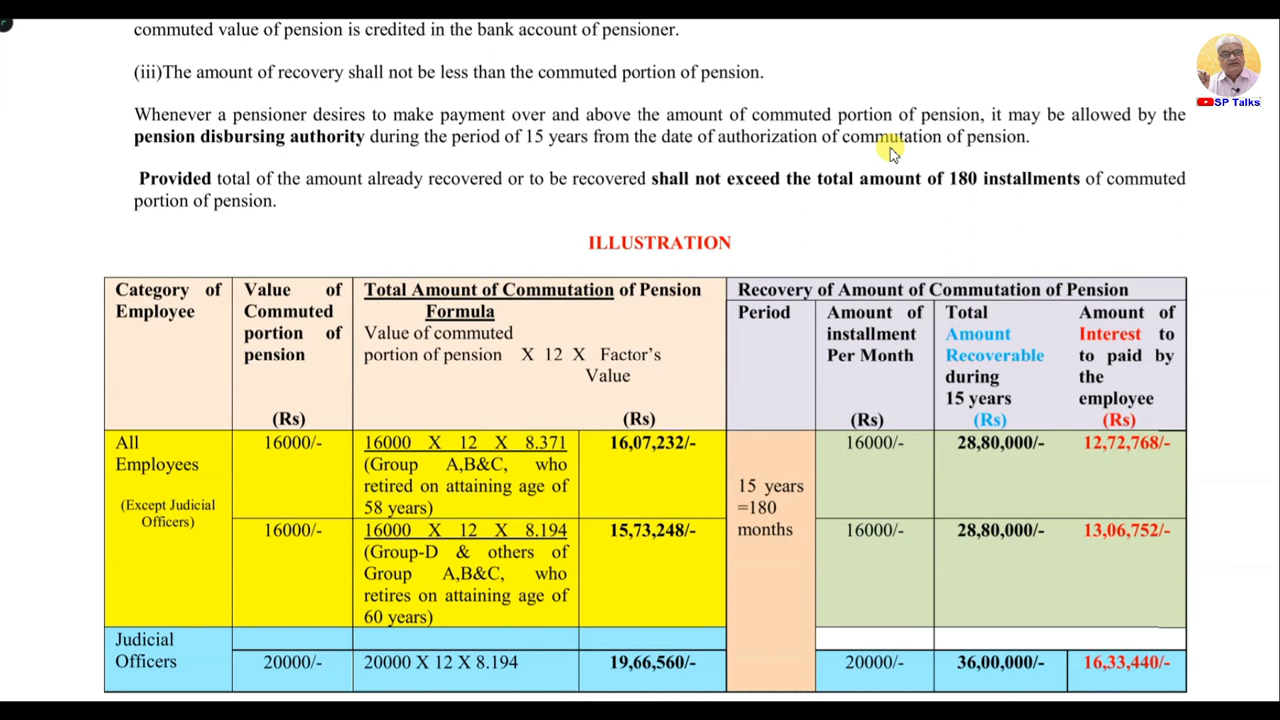 commuted value of pension is credited in the bank account of pensioner.
SP Talks
(iii)The amount of recovery shall not be less than the commuted portion of pension.
Whenever a pensioner desires to make payment over and above the amount of commuted portion of pension, it may be allowed by the
pension disbursing authority during the period of 15 years from the date of authorization of commutation of pension.
Provided total of the amount already recovered or to be recovered shall not exceed the total amount of 180 installments of commuted
portion of pension.
ILLUSTRATION
Category of
Employee
Value of
Commuted
portion of
pension
(Rs)
Total Amount of Commutation of Pension
Formula
Value of commuted
portion of pension X 12 X Factor's
Value
(Rs)
Recovery of Amount of Commutation of Pension
Period
Amount of
installment
Per Month
(Rs)
Total
Amount
Recoverable
during
15 years
(Rs)
Amount of
Interest to
to paid by
the
employee
(Rs)
All
Employees
(Except Judicial
Officers)
16000/-
16000 X 12 X 8.371
(Group A,B&C, who
retired on attaining age of
58 years)
16,07,232/-
15 years
=180
months
16000/-
28,80,000/-
12,72,768/-
16000/-
16000 X 12 X 8.194
(Group-D & others of
Group A,B&C, who
retires on attaining age of
60 years)
15,73,248/-
16000/-
28,80,000/-
13,06,752/-
Judicial
Officers
20000/-
20000 X 12 X 8.194
19,66,560/-
20000/-
36,00,000/-
16,33,440/-